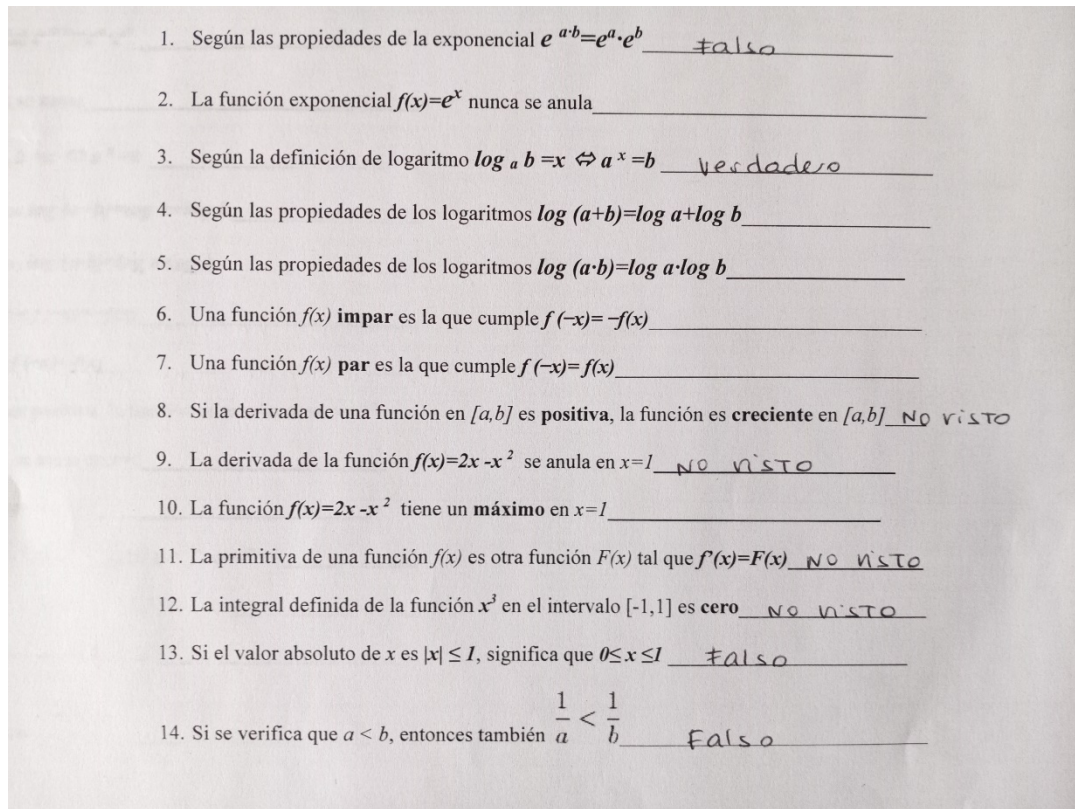 1. Según las propiedades de la exponencial e a·b=eª·eᵇ Falso
2. La función exponencial f(x)=eˣ nunca se anula
3. Según la definición de logaritmo log a b =x ⇔ a ˣ =b verdadero
4. Según las propiedades de los logaritmos log (a+b)=log a+log b
5. Según las propiedades de los logaritmos log (a·b)=log a·log b
6. Una función f(x) impar es la que cumple f (−x)= −f(x)
7. Una función f(x) par es la que cumple f (−x)= f(x)
8. Si la derivada de una función en [a,b] es positiva, la función es creciente en [a,b] NO VISTO
9. La derivada de la función f(x)=2x -x ² se anula en x=1 NO VISTO
10. La función f(x)=2x -x ² tiene un máximo en x=1
11. La primitiva de una función f(x) es otra función F(x) tal que f'(x)=F(x) NO VISTO
12. La integral definida de la función x³ en el intervalo [-1,1] es cero NO VISTO
13. Si el valor absoluto de x es |x| ≤ 1, significa que 0≤ x ≤1 Falso
14. Si se verifica que a < b, entonces también 1/a < 1/b Falso